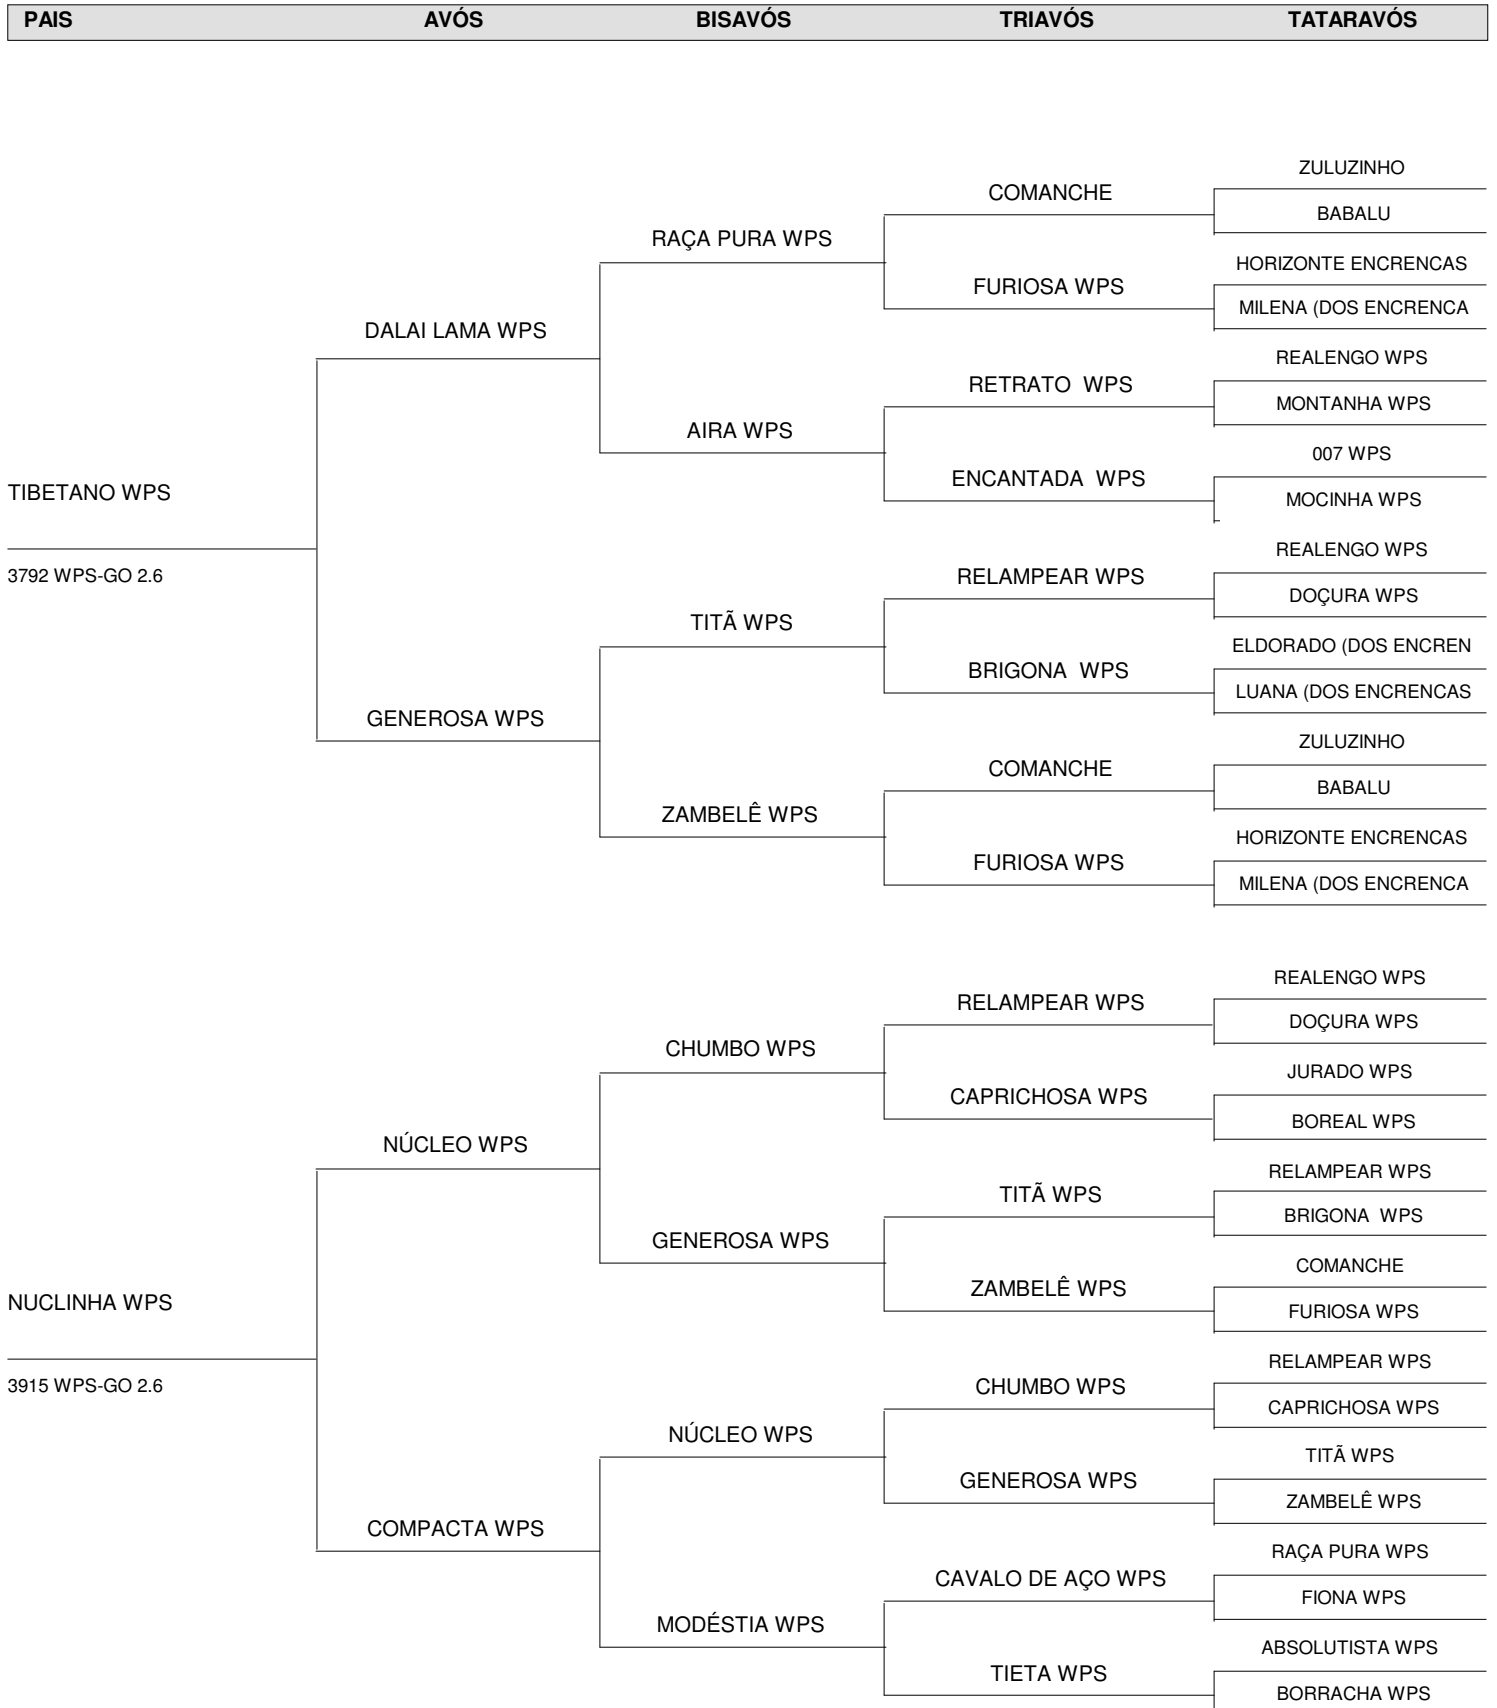 PAIS AVÓS BISAVÓS TRIAVÓS TATARAVÓS
ZULUZINHO
COMANCHE
BABALU
RAÇA PURA WPS
HORIZONTE ENCRENCAS
FURIOSA WPS
MILENA (DOS ENCRENCA
DALAI LAMA WPS
REALENGO WPS
RETRATO WPS
MONTANHA WPS
AIRA WPS
007 WPS
ENCANTADA WPS
MOCINHA WPS
TIBETANO WPS
3792 WPS-GO 2.6
REALENGO WPS
RELAMPEAR WPS
DOÇURA WPS
TITÃ WPS
ELDORADO (DOS ENCREN
BRIGONA WPS
LUANA (DOS ENCRENCAS
GENEROSA WPS
ZULUZINHO
COMANCHE
BABALU
ZAMBELÊ WPS
HORIZONTE ENCRENCAS
FURIOSA WPS
MILENA (DOS ENCRENCA
REALENGO WPS
RELAMPEAR WPS
DOÇURA WPS
CHUMBO WPS
JURADO WPS
CAPRICHOSA WPS
BOREAL WPS
NÚCLEO WPS
RELAMPEAR WPS
TITÃ WPS
BRIGONA WPS
GENEROSA WPS
COMANCHE
ZAMBELÊ WPS
FURIOSA WPS
NUCLINHA WPS
3915 WPS-GO 2.6
RELAMPEAR WPS
CHUMBO WPS
CAPRICHOSA WPS
NÚCLEO WPS
TITÃ WPS
GENEROSA WPS
ZAMBELÊ WPS
COMPACTA WPS
RAÇA PURA WPS
CAVALO DE AÇO WPS
FIONA WPS
MODÉSTIA WPS
ABSOLUTISTA WPS
TIETA WPS
BORRACHA WPS